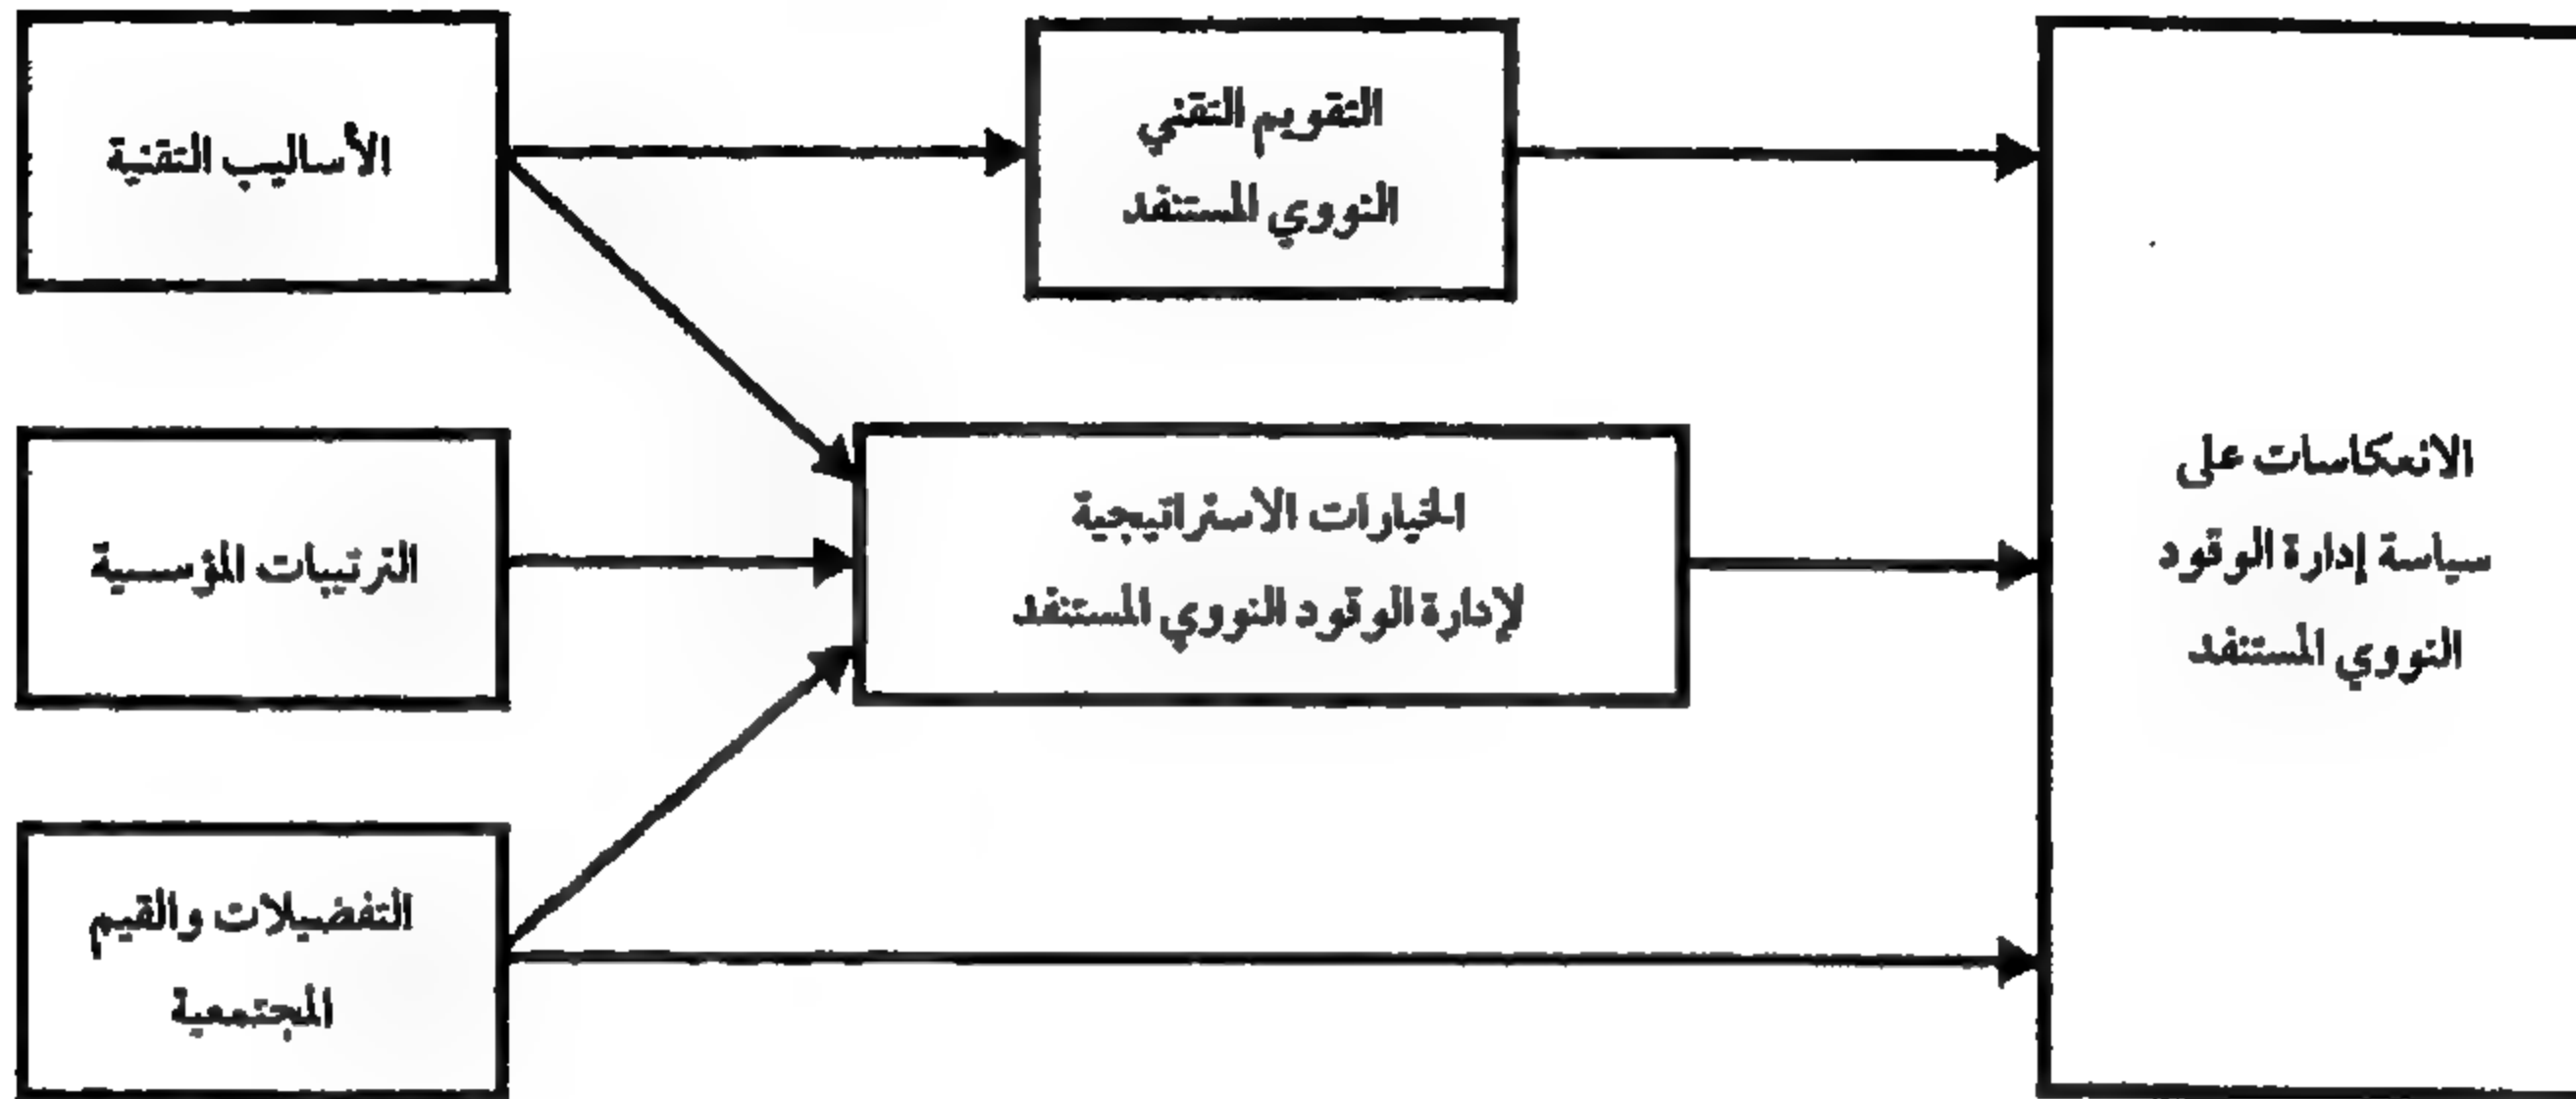 الأساليب التقنية
التقويم التقني
النووي المستنفد
الترتيبات المؤسسية
الخيارات الاستراتيجية
لإدارة الوقود النووي المستنفد
التفضيلات والقيم
المجتمعية
الانعكاسات على
سياسة إدارة الوقود
النووي المستنفد